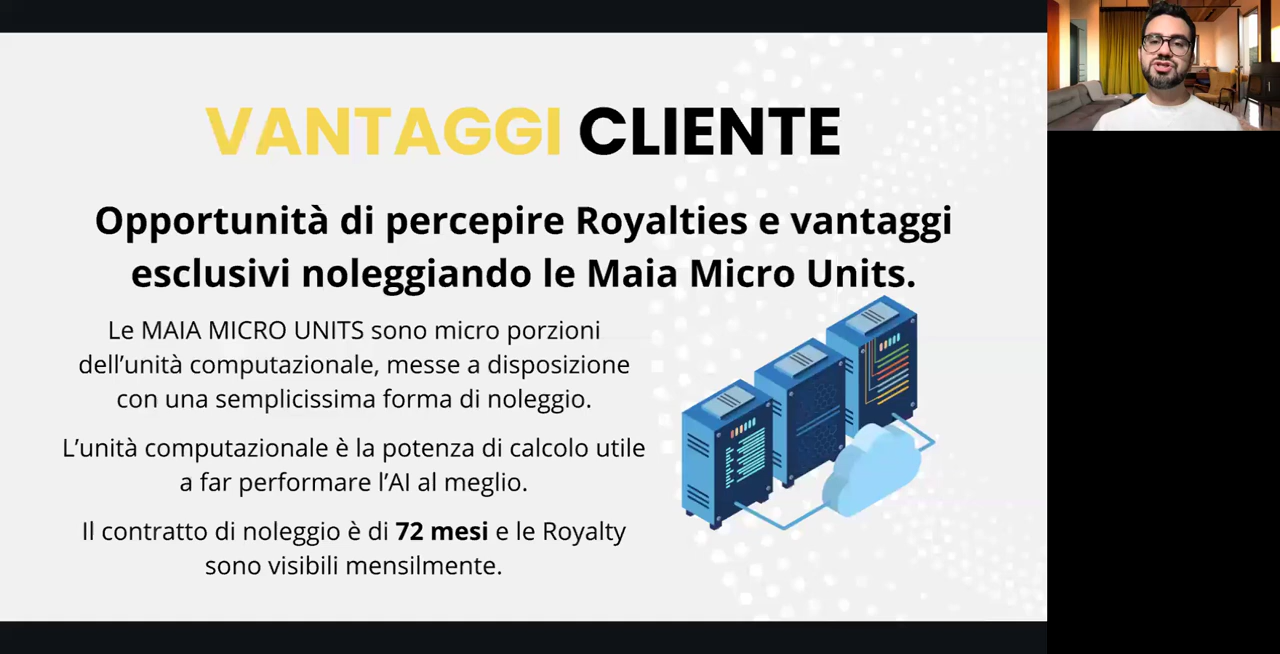 VANTAGGI CLIENTE
Opportunità di percepire Royalties e vantaggi
esclusivi noleggiando le Maia Micro Units.
Le MAIA MICRO UNITS sono micro porzioni
dell’unità computazionale, messe a disposizione
con una semplicissima forma di noleggio.
L’unità computazionale è la potenza di calcolo utile
a far performare l’AI al meglio.
Il contratto di noleggio è di 72 mesi e le Royalty
sono visibili mensilmente.